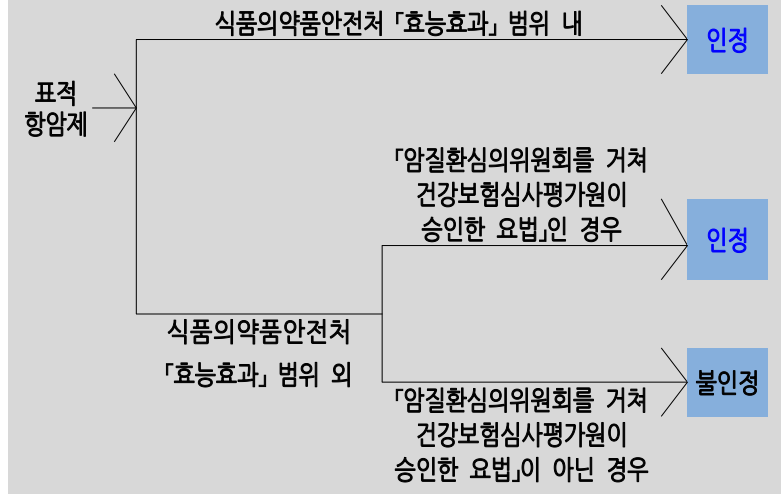 식품의약품안전처 「효능효과」 범위 내
인정
표적
항암제
「암질환심의위원회를 거쳐
건강보험심사평가원이
승인한 요법」인 경우
인정
식품의약품안전처
「효능효과」 범위 외
불인정
「암질환심의위원회를 거쳐
건강보험심사평가원이
승인한 요법」이 아닌 경우